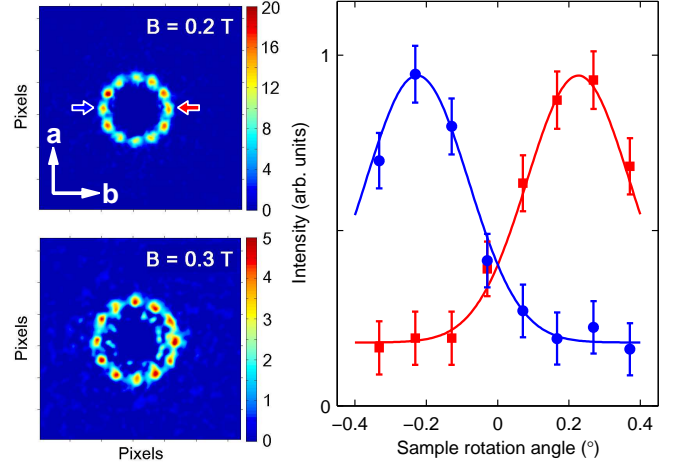 B = 0.2 T
Pixels
a
b
20
16
12
8
4
0
B = 0.3 T
Pixels
Pixels
5
4
3
2
1
0
Intensity (arb. units)
1
0
−0.4
−0.2
0
0.2
0.4
Sample rotation angle (°)